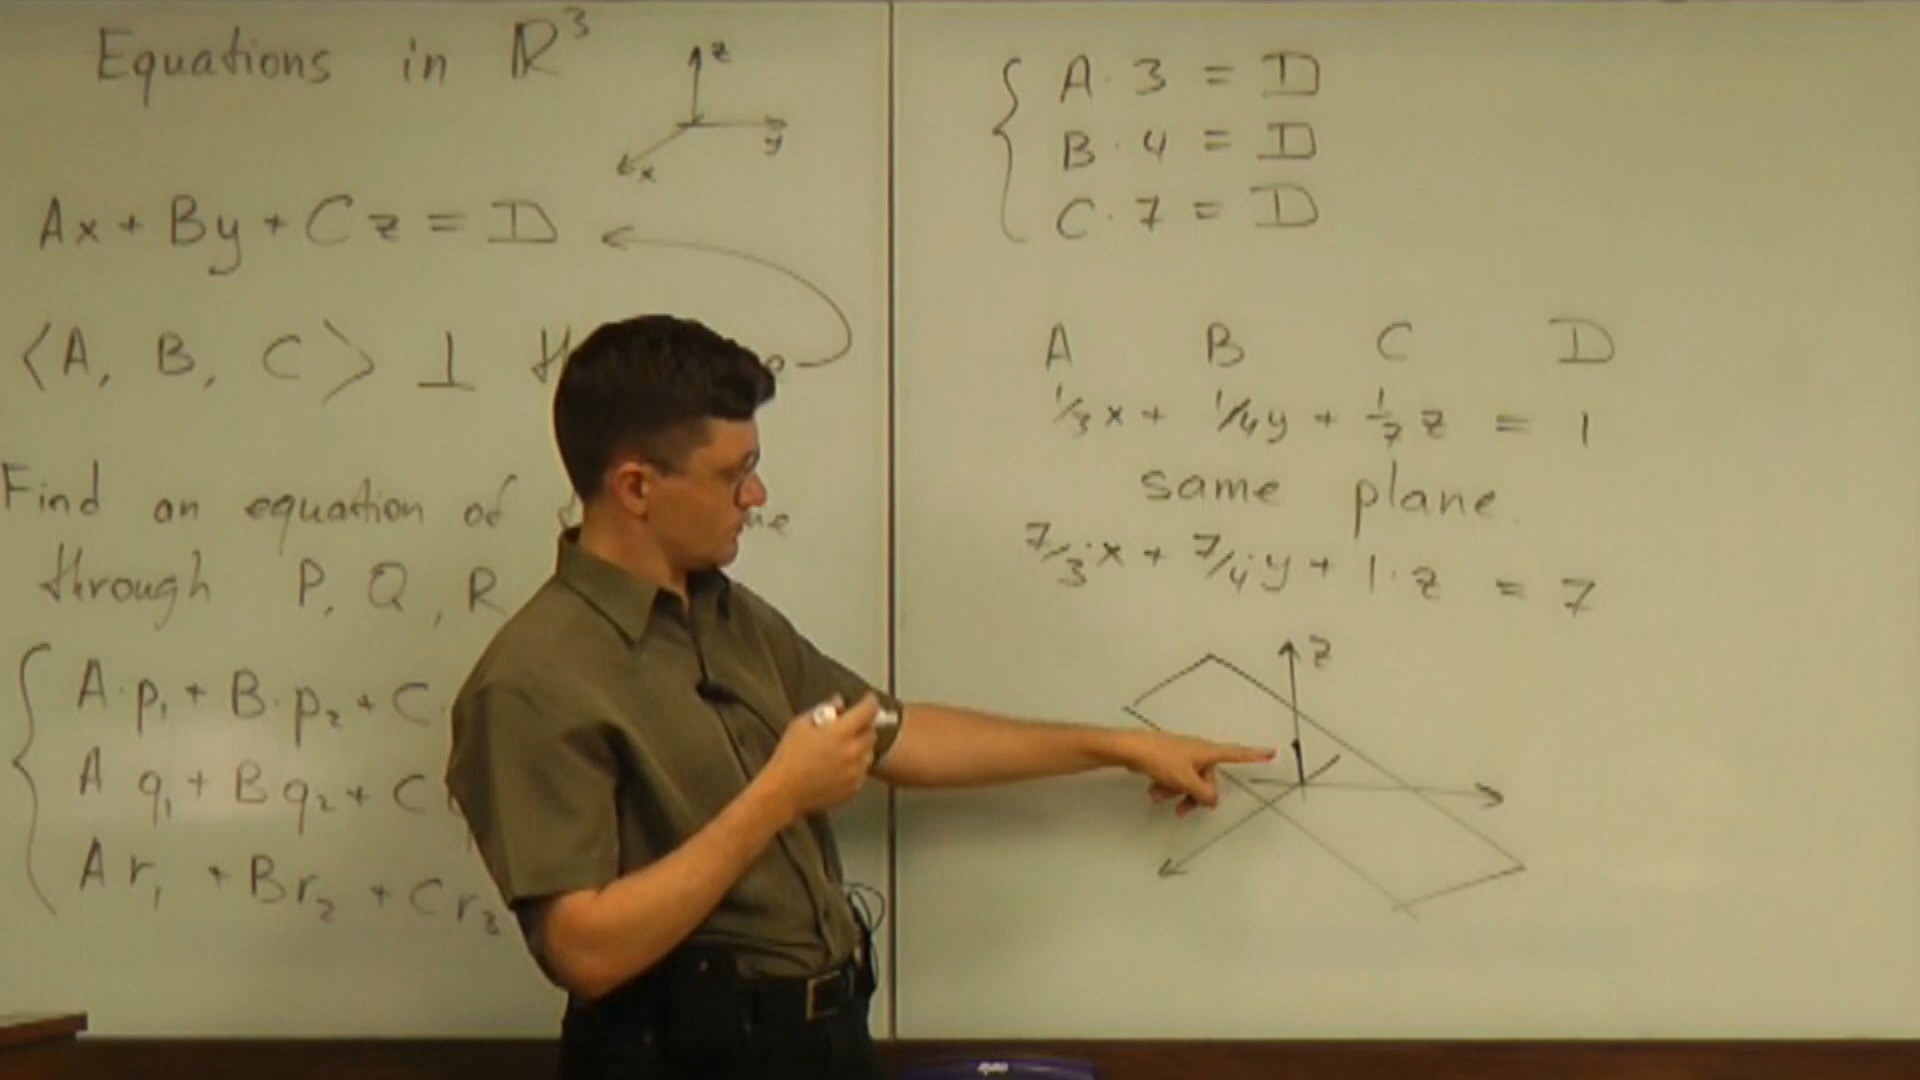 Equations in ℝ³
z
y
x
Ax + By + Cz = D
⟨A, B, C⟩ ⊥
Find an equation of
through P, Q, R
A·p₁ + B·p₂ + C
A q₁ + B q₂ + C
A r₁ + B r₂ + C r₃
A·3 = D
B·4 = D
C·7 = D
A B C D
1/3 x + 1/4 y + 1/7 z = 1
same plane.
7/3·x + 7/4·y + 1·z = 7
z